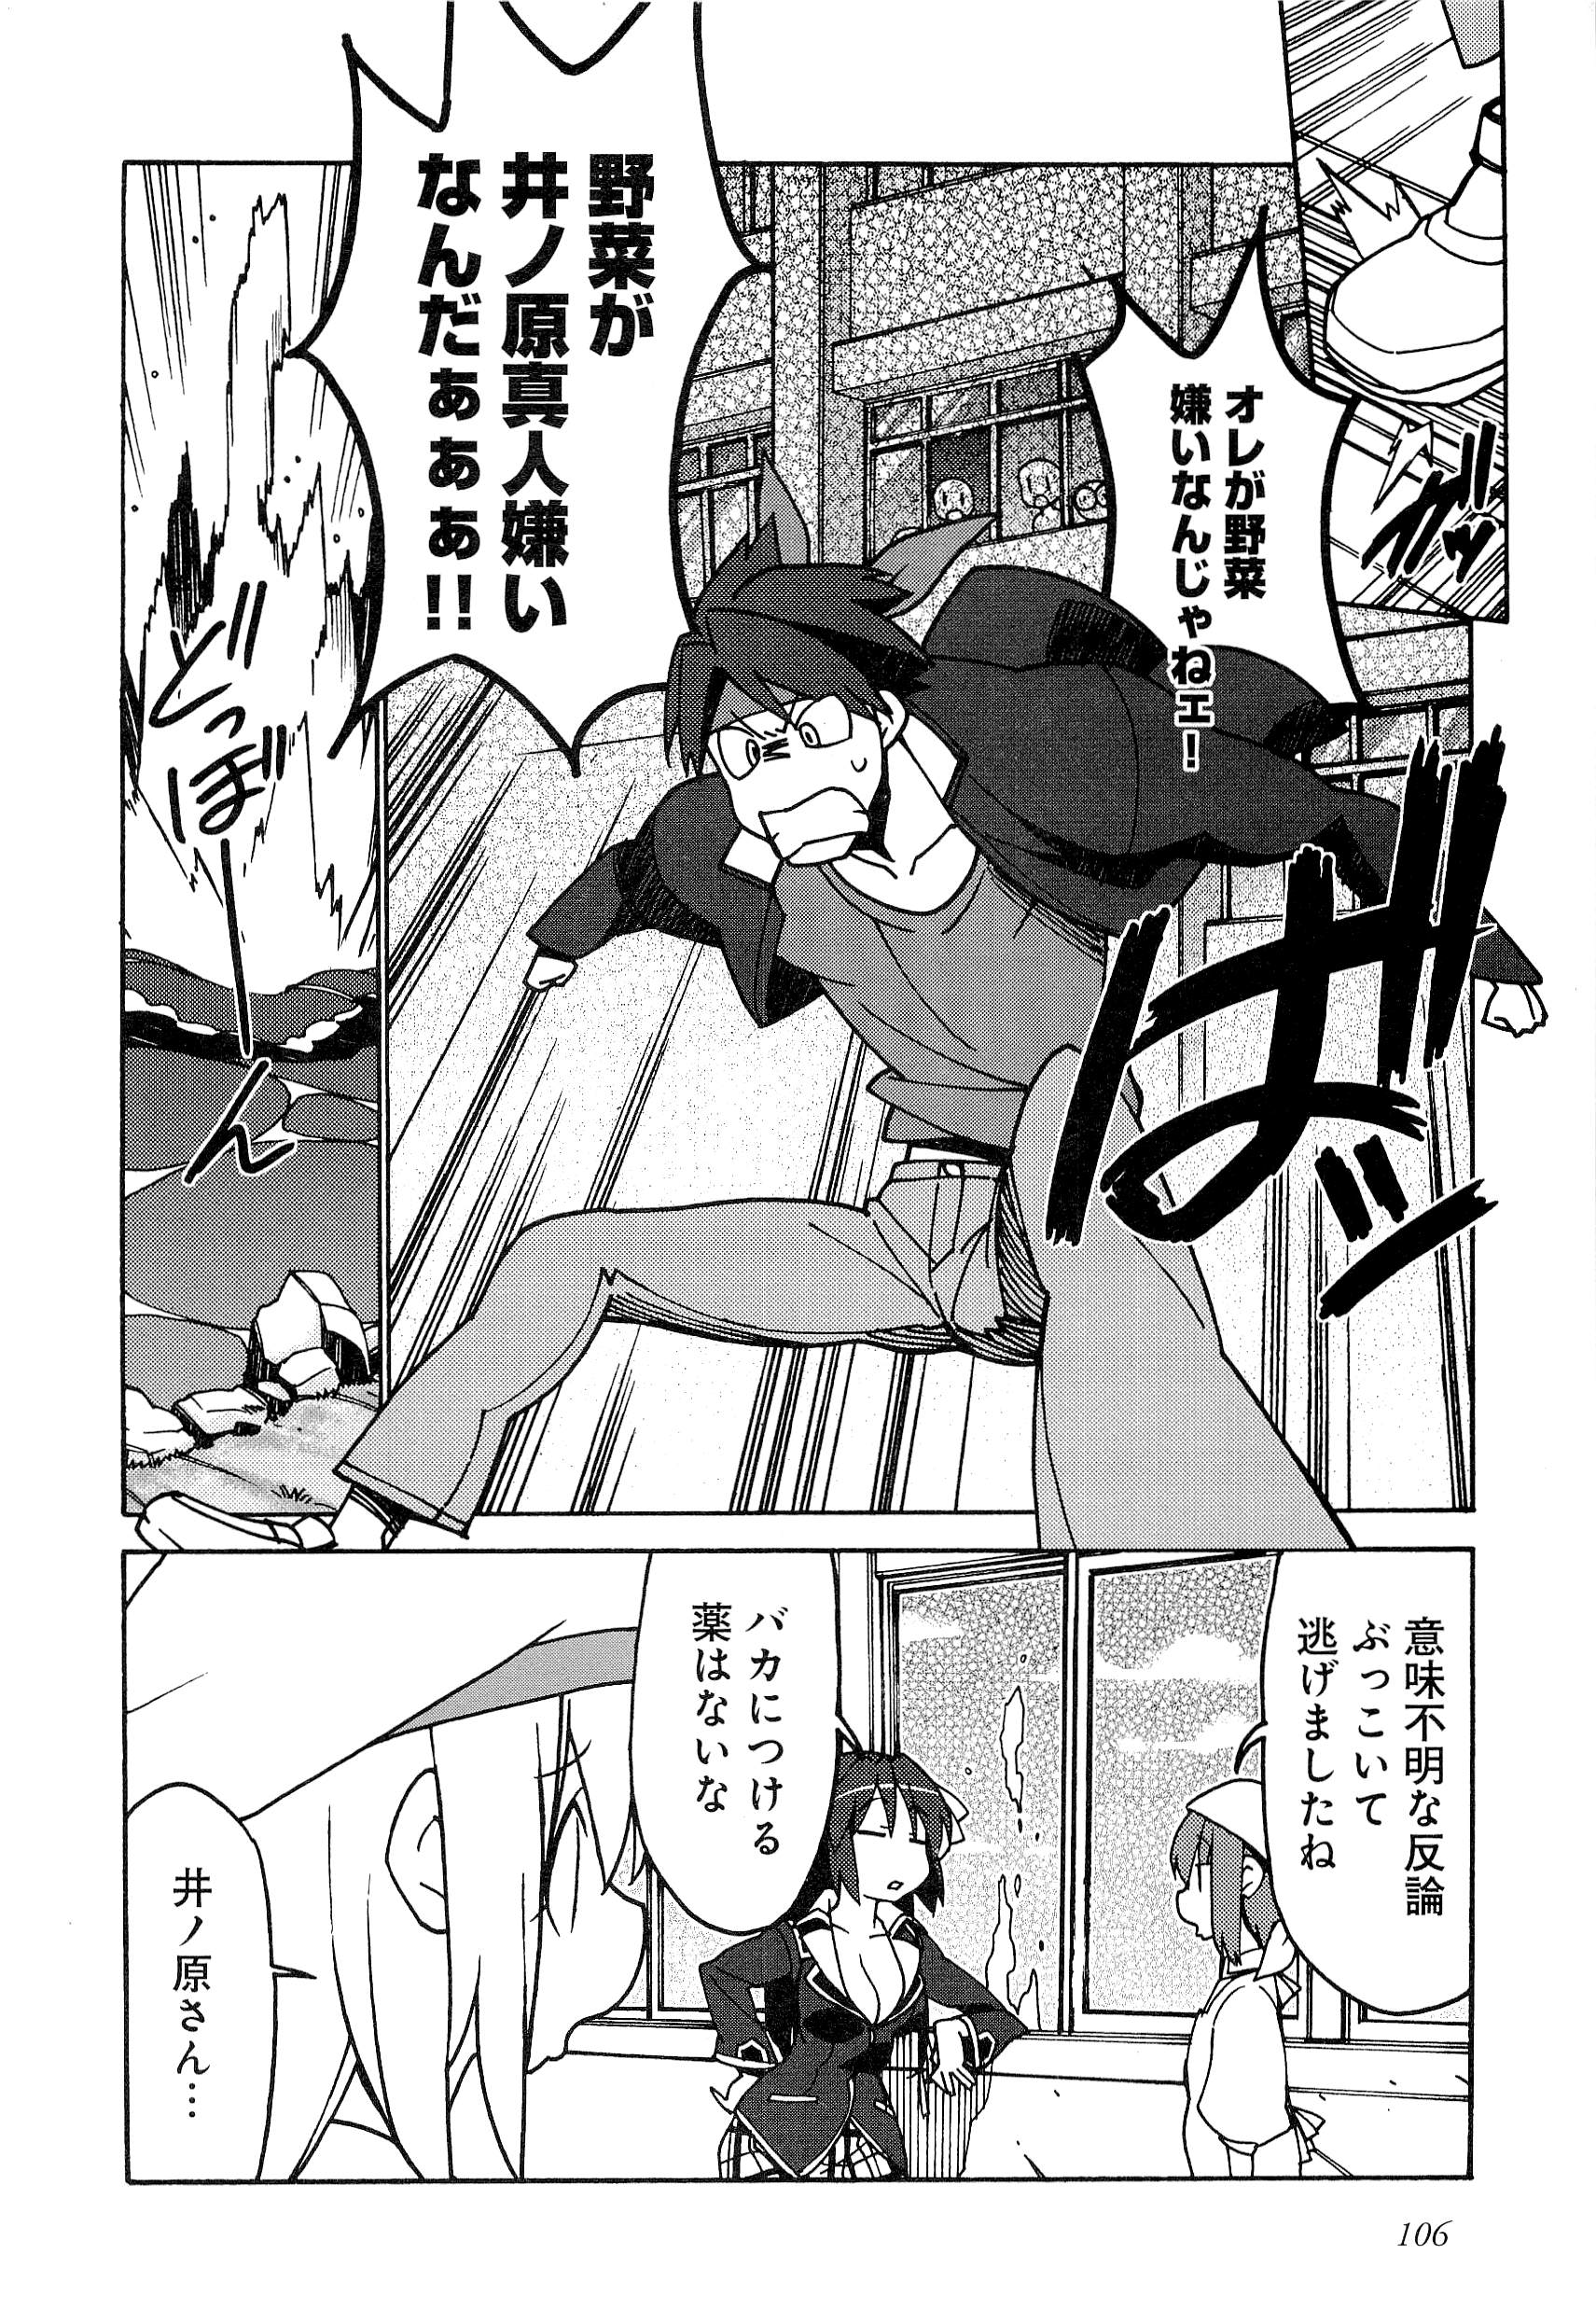 ガッ
オレが野菜
嫌いなんじゃねェ！
野菜が
井ノ原真人嫌い
なんだぁぁぁぁ!!
ばッ
どっぼーん
意味不明な反論
ぶっこいて
逃げましたね
バカにつける
薬はないな
井ノ原さん…
106